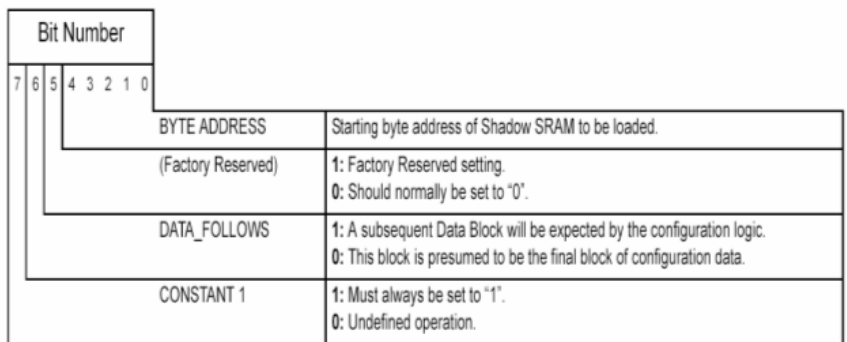 Bit Number
7 6 5 4 3 2 1 0
BYTE ADDRESS Starting byte address of Shadow SRAM to be loaded.
(Factory Reserved) 1: Factory Reserved setting.
0: Should normally be set to “0”.
DATA_FOLLOWS 1: A subsequent Data Block will be expected by the configuration logic.
0: This block is presumed to be the final block of configuration data.
CONSTANT 1 1: Must always be set to “1”.
0: Undefined operation.